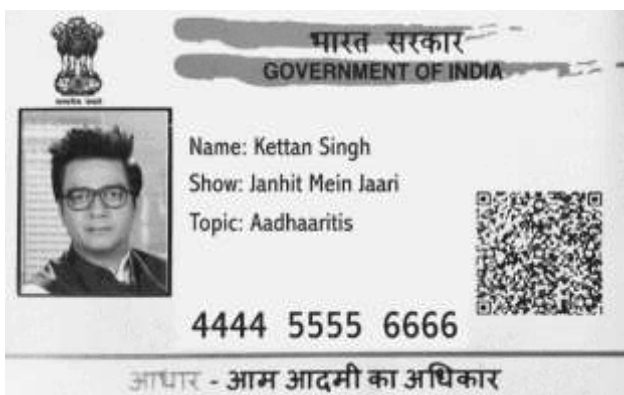 भारत सरकार
GOVERNMENT OF INDIA
Name: Kettan Singh
Show: Janhit Mein Jaari
Topic: Aadhaaritis
4444 5555 6666
आधार - आम आदमी का अधिकार